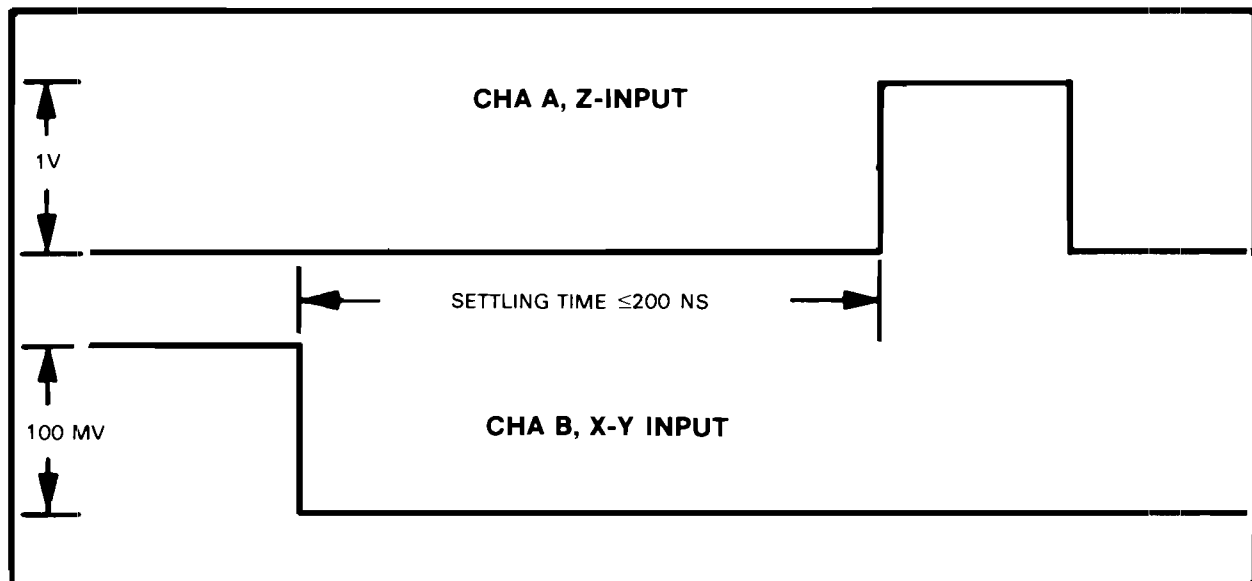 CHA A, Z-INPUT
1V
SETTLING TIME ≤200 NS
100 MV
CHA B, X-Y INPUT